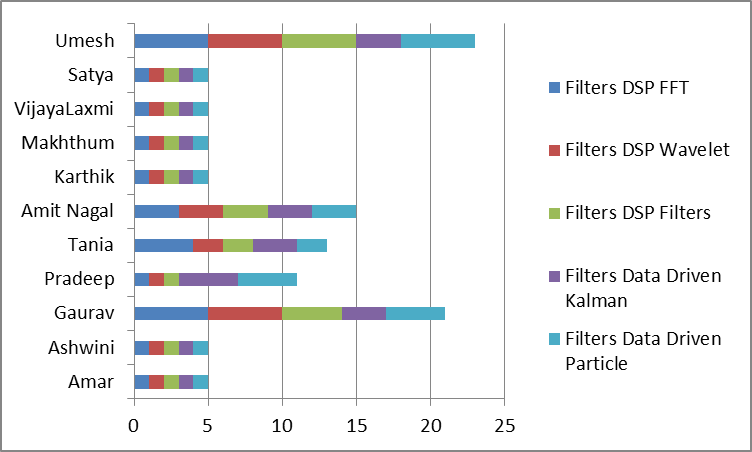 Umesh
Satya
VijayaLaxmi
Makhthum
Karthik
Amit Nagal
Tania
Pradeep
Gaurav
Ashwini
Amar
0 5 10 15 20 25
Filters DSP FFT
Filters DSP Wavelet
Filters DSP Filters
Filters Data Driven
Kalman
Filters Data Driven
Particle